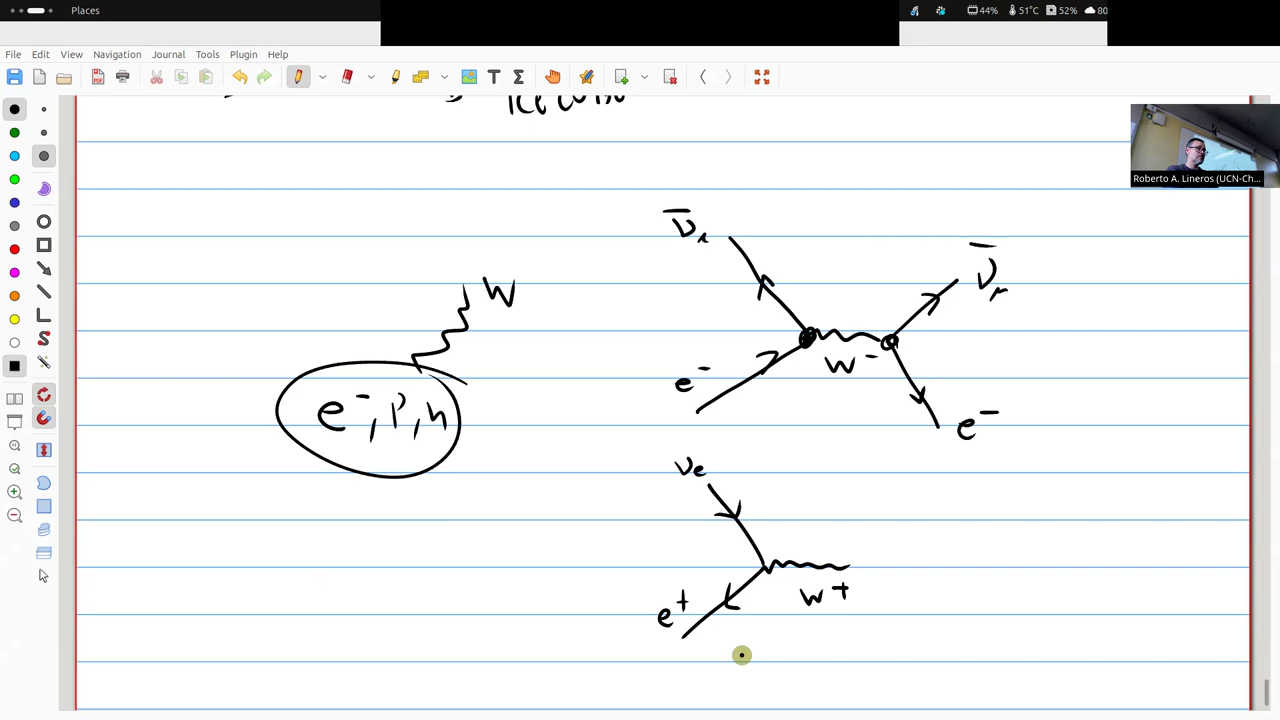 Places
44% 51°C 52% 80
File Edit View Navigation Journal Tools Plugin Help
Roberto A. Lineros (UCN-Ch...
W
e⁻, p, n
W⁻
e⁻
e⁻
νe
e⁺
W⁺